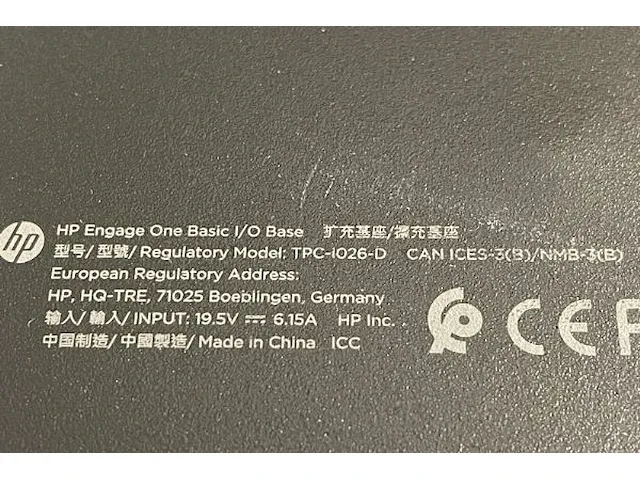 hp HP Engage One Basic I/O Base 扩充基座/擴充基座
型号/ 型號/ Regulatory Model: TPC-I026-D CAN ICES-3(B)/NMB-3(B)
European Regulatory Address:
HP, HQ-TRE, 71025 Boeblingen, Germany
输入/ 輸入/ INPUT: 19.5V ⎓ 6.15A HP Inc.
中国制造/ 中國製造/ Made in China ICC
CE